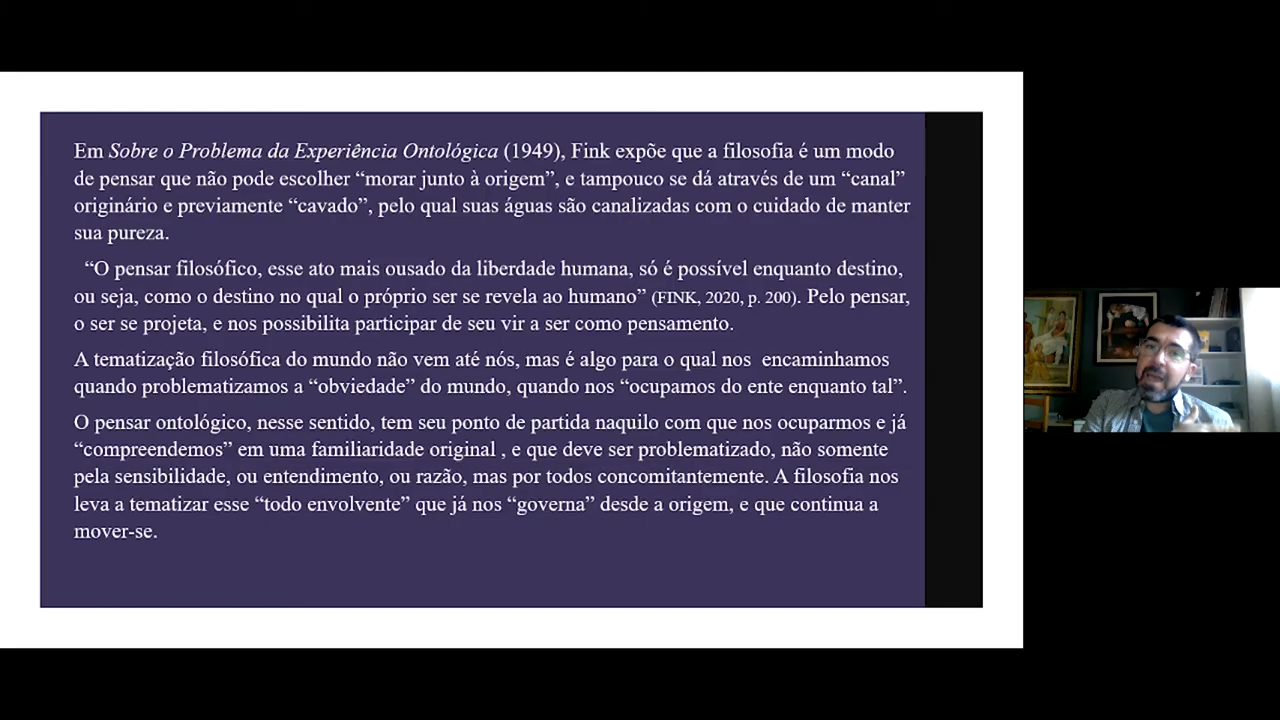 Em Sobre o Problema da Experiência Ontológica (1949), Fink expõe que a filosofia é um modo
de pensar que não pode escolher “morar junto à origem”, e tampouco se dá através de um “canal”
originário e previamente “cavado”, pelo qual suas águas são canalizadas com o cuidado de manter
sua pureza.
“O pensar filosófico, esse ato mais ousado da liberdade humana, só é possível enquanto destino,
ou seja, como o destino no qual o próprio ser se revela ao humano” (FINK, 2020, p. 200). Pelo pensar,
o ser se projeta, e nos possibilita participar de seu vir a ser como pensamento.
A tematização filosófica do mundo não vem até nós, mas é algo para o qual nos encaminhamos
quando problematizamos a “obviedade” do mundo, quando nos “ocupamos do ente enquanto tal”.
O pensar ontológico, nesse sentido, tem seu ponto de partida naquilo com que nos ocuparmos e já
“compreendemos” em uma familiaridade original , e que deve ser problematizado, não somente
pela sensibilidade, ou entendimento, ou razão, mas por todos concomitantemente. A filosofia nos
leva a tematizar esse “todo envolvente” que já nos “governa” desde a origem, e que continua a
mover-se.